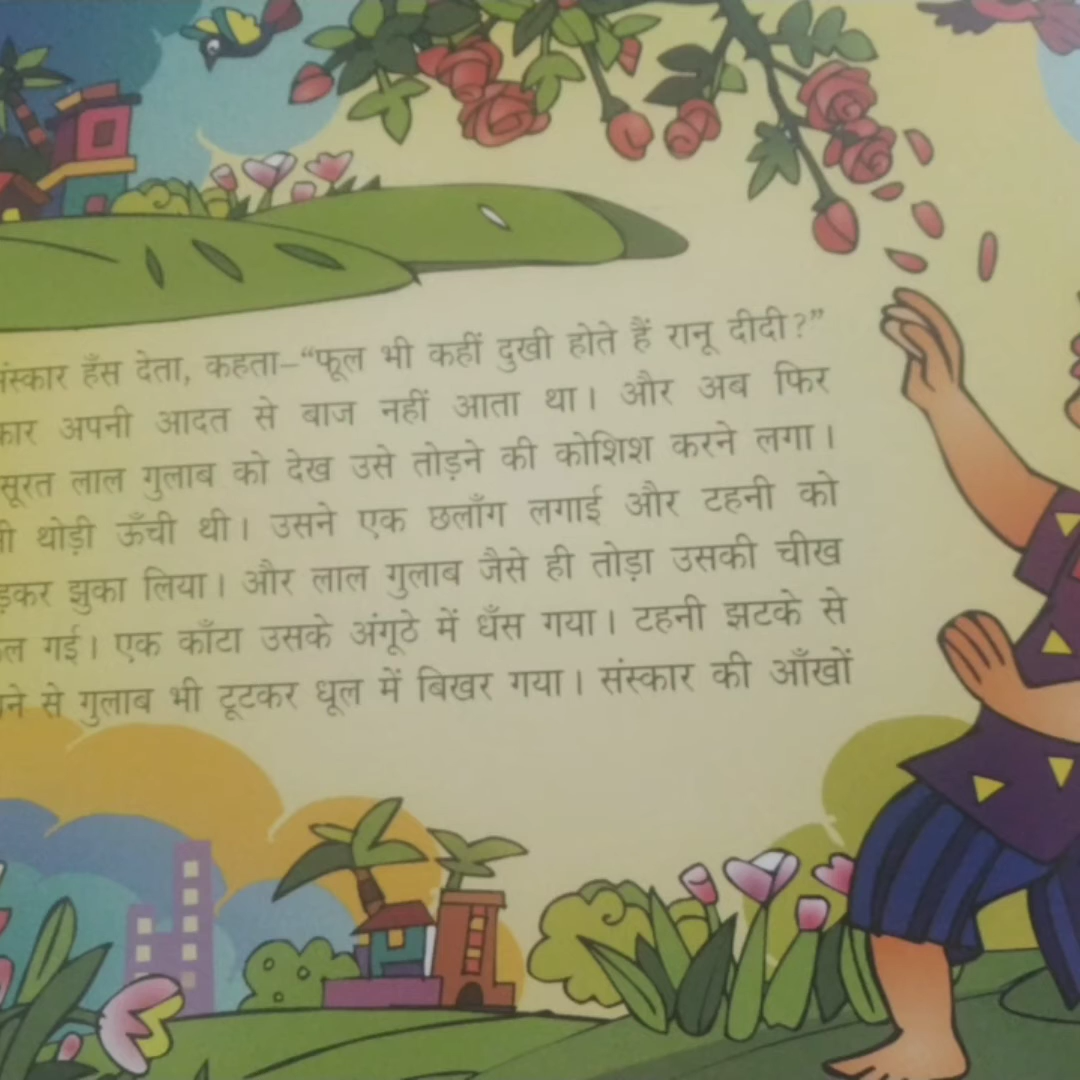 हँस देता, कहता–“फूल भी कहीं दुखी होते हैं रानू दीदी?”
अपनी आदत से बाज नहीं आता था। और अब फिर
लाल गुलाब को देख उसे तोड़ने की कोशिश करने लगा।
थोड़ी ऊँची थी। उसने एक छलाँग लगाई और टहनी को
झुका लिया। और लाल गुलाब जैसे ही तोड़ा उसकी चीख
गई। एक काँटा उसके अंगूठे में धँस गया। टहनी झटके से
से गुलाब भी टूटकर धूल में बिखर गया। संस्कार की आँखों